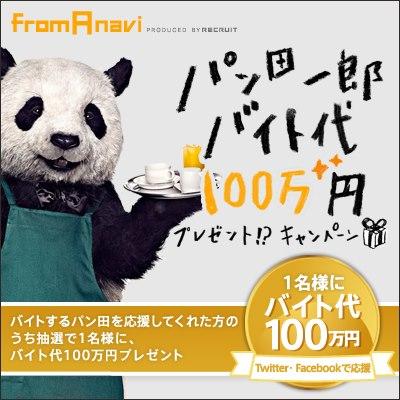 fromAnavi PRODUCED BY RECRUIT
パン田一郎
バイト代
100万円
プレゼント!? キャンペーン
バイトするパン田を応援してくれた方の
うち抽選で1名様に、
バイト代100万円プレゼント
1名様に
バイト代
100万円
Twitter・Facebookで応援